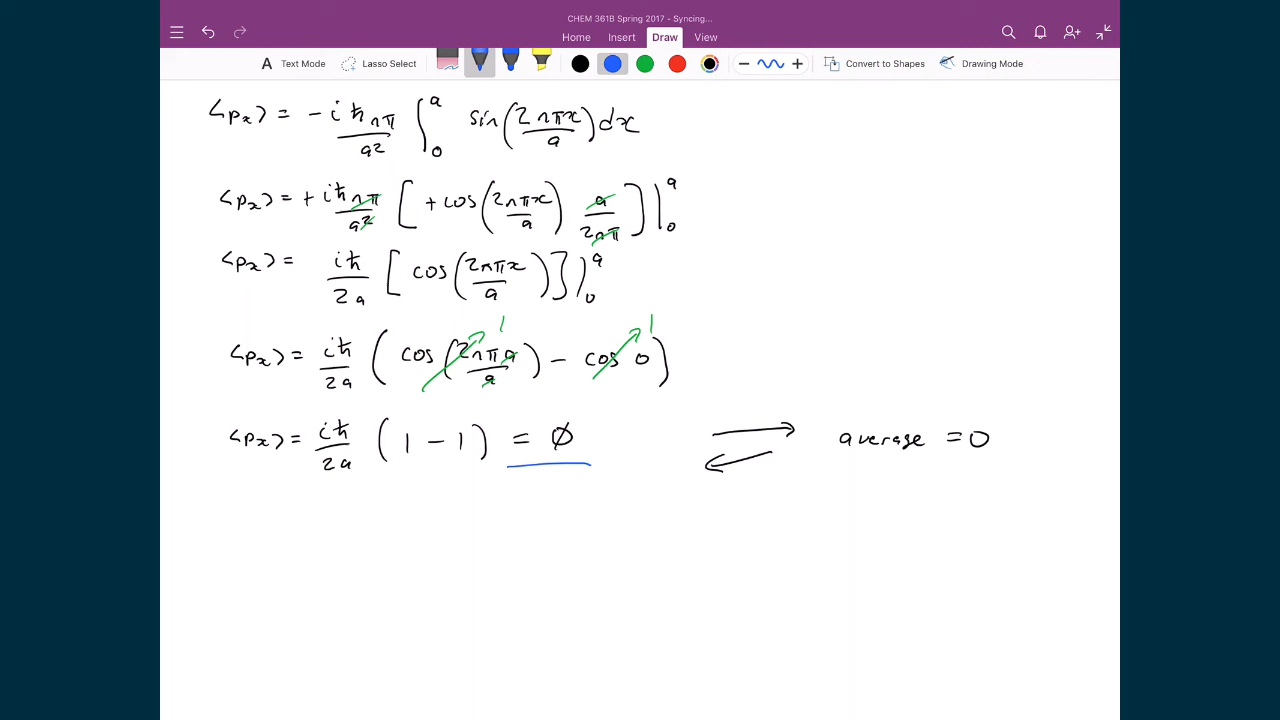 CHEM 361B Spring 2017 - Syncing...
Home Insert Draw View
A Text Mode Lasso Select Convert to Shapes Drawing Mode
⟨px⟩ = - iħnπ/a² ∫₀ᵃ sin(2nπx/a)dx
⟨px⟩ = + iħnπ/a² [+ cos(2nπx/a) a/2nπ]|₀ᵃ
⟨px⟩ = iħ/2a [cos(2nπx/a)]|₀ᵃ
⟨px⟩ = iħ/2a (cos(2nπa/a) 1 - cos 0 1)
⟨px⟩ = iħ/2a (1 - 1) = ∅ average = 0